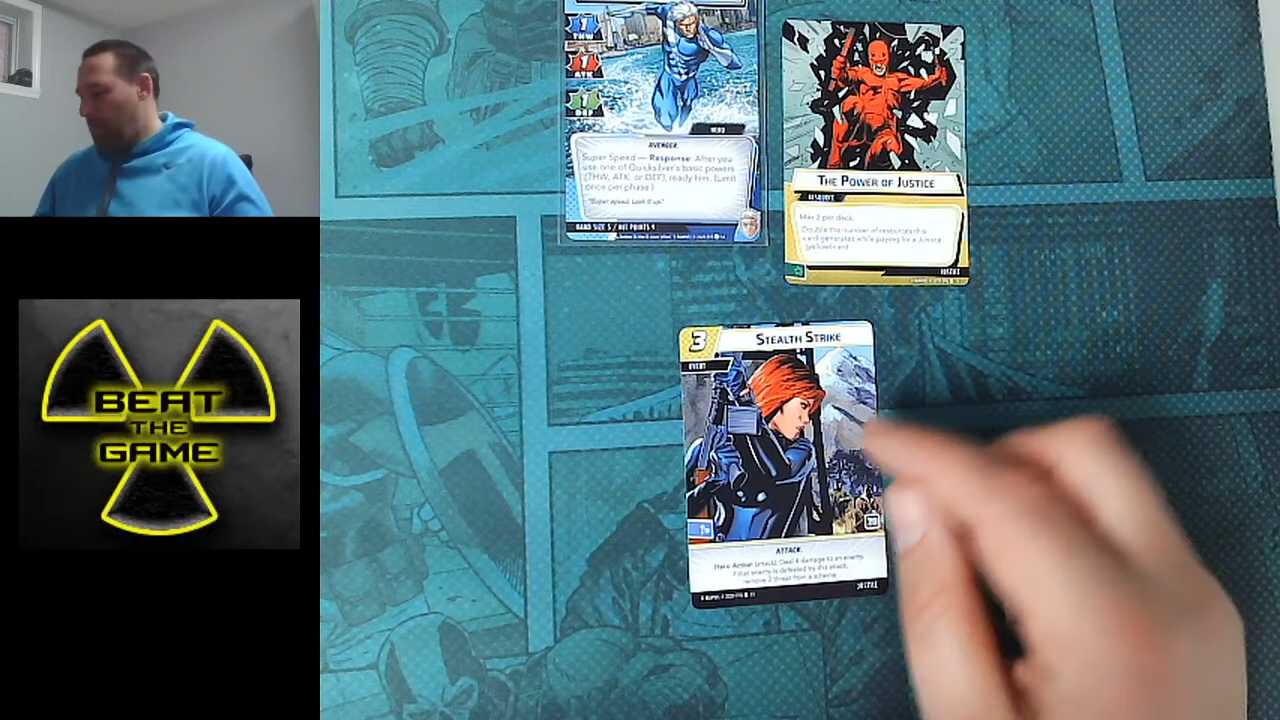 BEAT
THE
GAME
1
THW
1
ATK
1
DEF
HERO
AVENGER.
Super Speed — Response: After you
use one of Quicksilver's basic powers
(THW, ATK, or DEF), ready him. (Limit
once per phase.)
HAND SIZE 5 / HIT POINTS 9
THE POWER OF JUSTICE
RESOURCE
Max 2 per deck.
Double the number of resources this
card generates while paying for a Justice
(yellow) card.
JUSTICE
3
STEALTH STRIKE
EVENT
ATTACK.
Hero Action (attack): Deal 4 damage to an enemy.
If that enemy is defeated by this attack,
remove 2 threat from a scheme.
JUSTICE